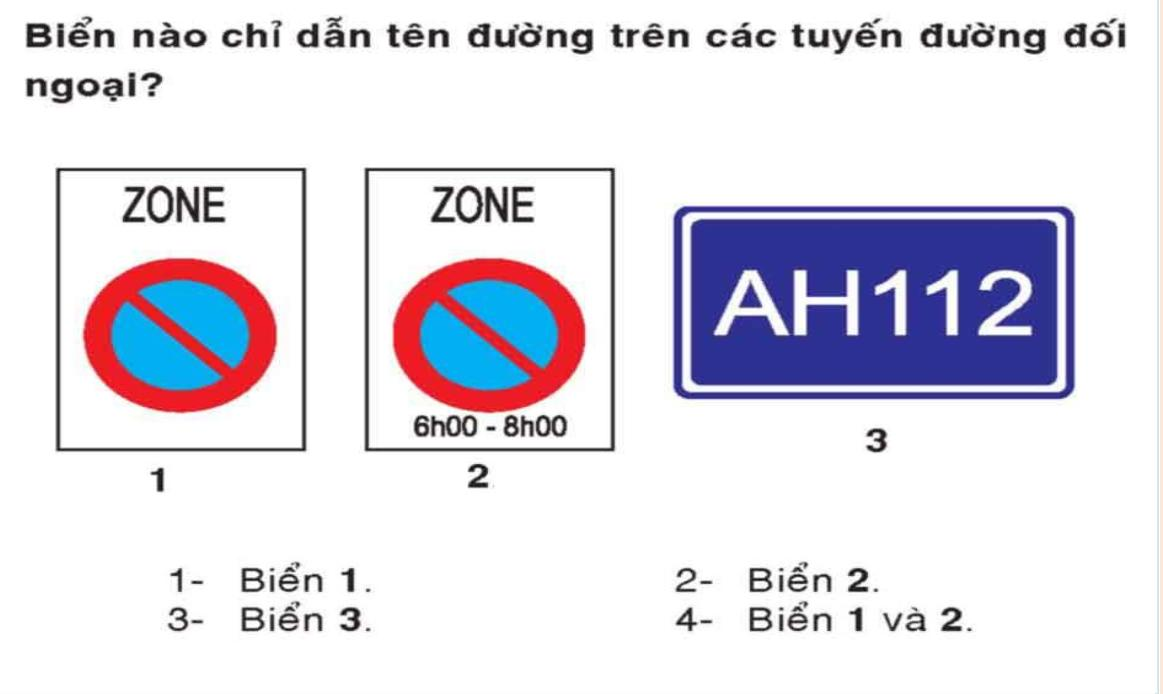 Biển nào chỉ dẫn tên đường trên các tuyến đường đối
ngoại?
ZONE
ZONE
AH112
6h00 - 8h00
3
1
2
1- Biển 1.
2- Biển 2.
3- Biển 3.
4- Biển 1 và 2.